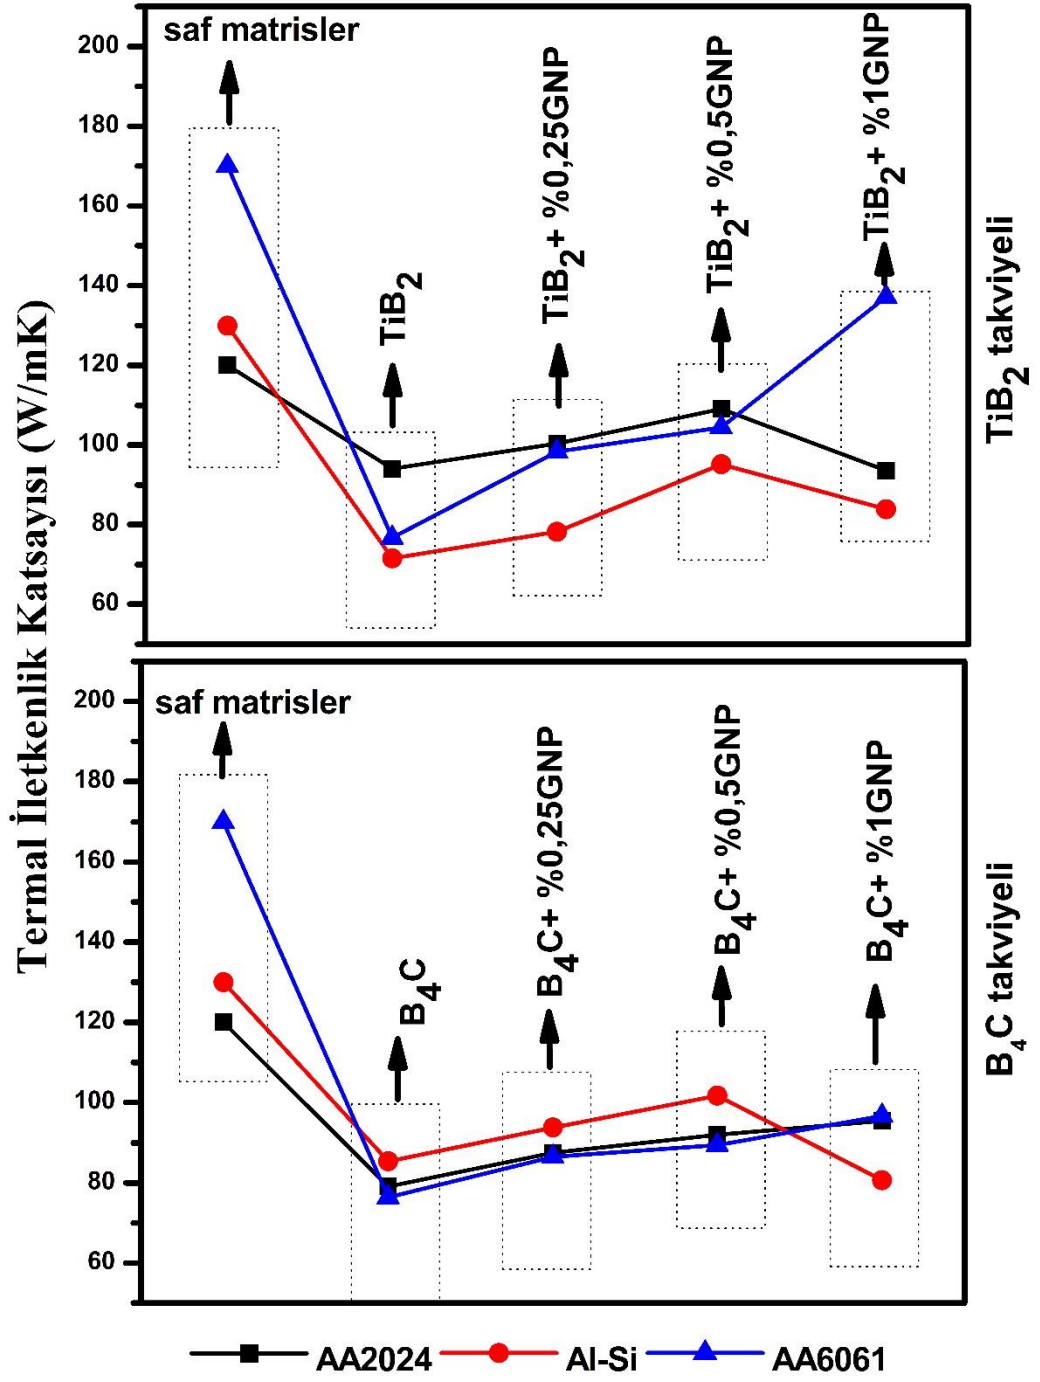 Termal İletkenlik Katsayısı (W/mK)
saf matrisler
TiB2
TiB2+ %0,25GNP
TiB2+ %0,5GNP
TiB2+ %1GNP
200
180
160
140
120
100
80
60
TiB2 takviyeli
saf matrisler
B4C
B4C+ %0,25GNP
B4C+ %0,5GNP
B4C+ %1GNP
200
180
160
140
120
100
80
60
B4C takviyeli
AA2024 Al-Si AA6061